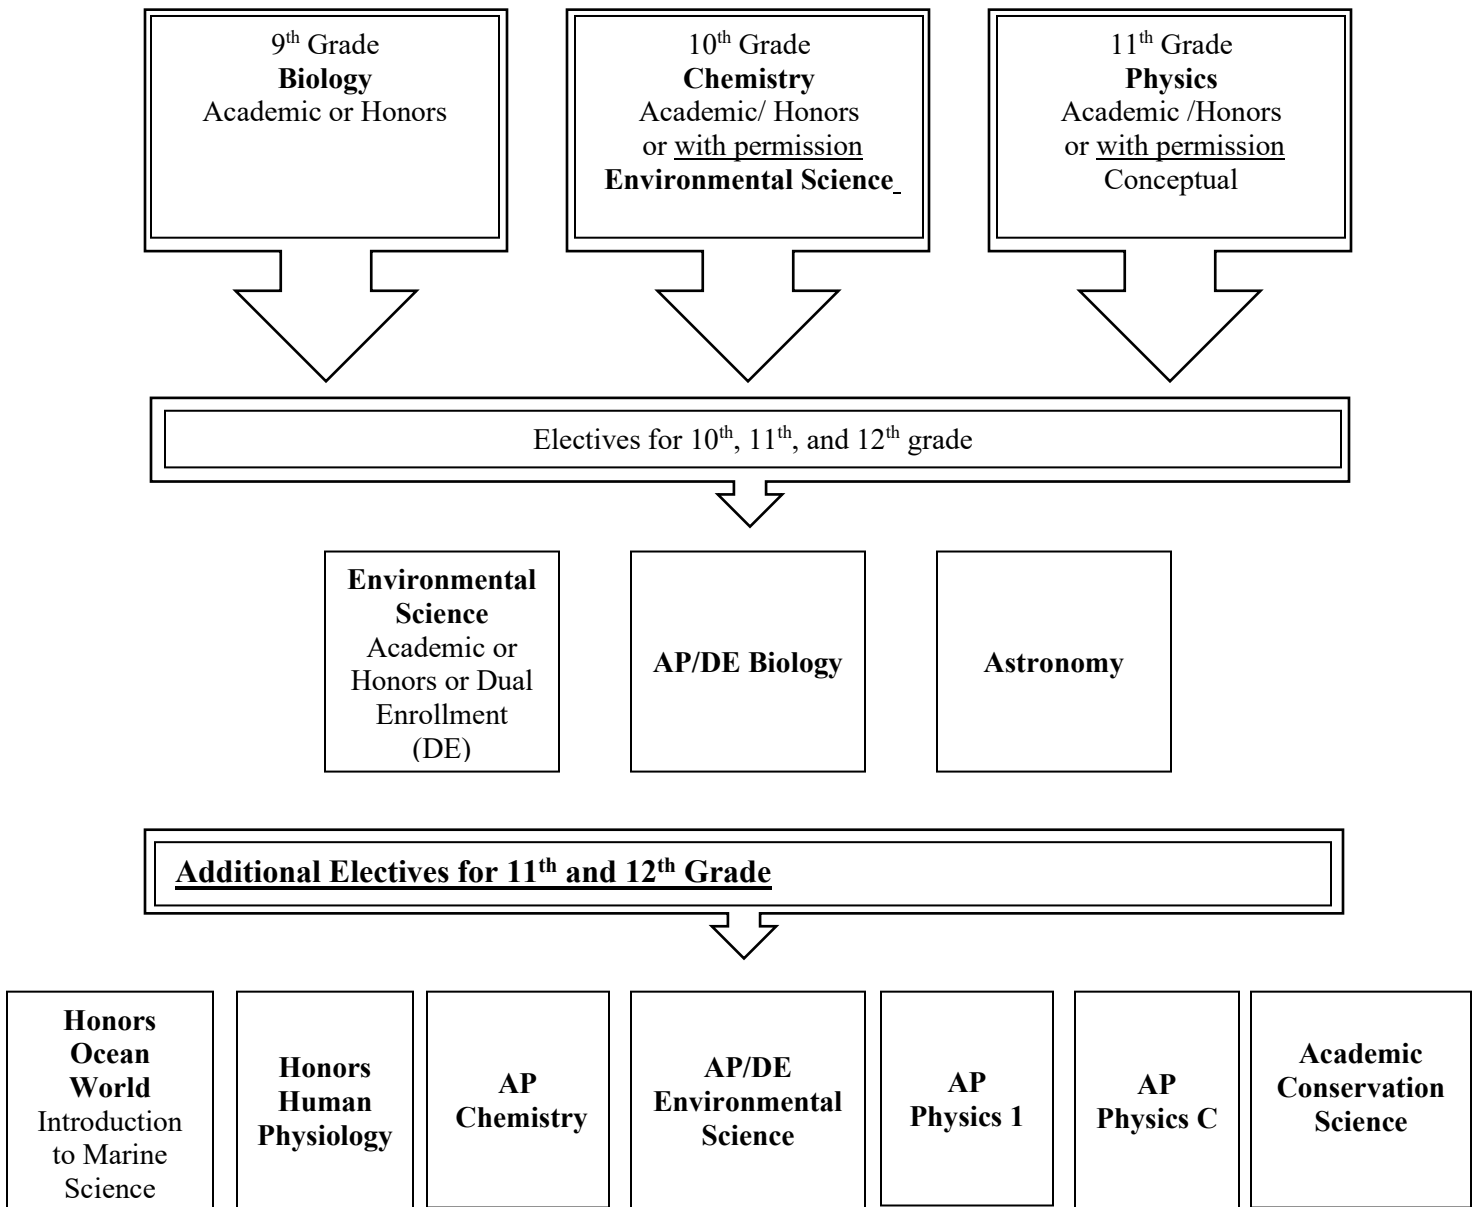 9th Grade
Biology
Academic or Honors
10th Grade
Chemistry
Academic/ Honors
or with permission
Environmental Science
11th Grade
Physics
Academic /Honors
or with permission
Conceptual
Electives for 10th, 11th, and 12th grade
Environmental
Science
Academic or
Honors or Dual
Enrollment
(DE)
AP/DE Biology
Astronomy
Additional Electives for 11th and 12th Grade
Honors
Ocean
World
Introduction
to Marine
Science
Honors
Human
Physiology
AP
Chemistry
AP/DE
Environmental
Science
AP
Physics 1
AP
Physics C
Academic
Conservation
Science